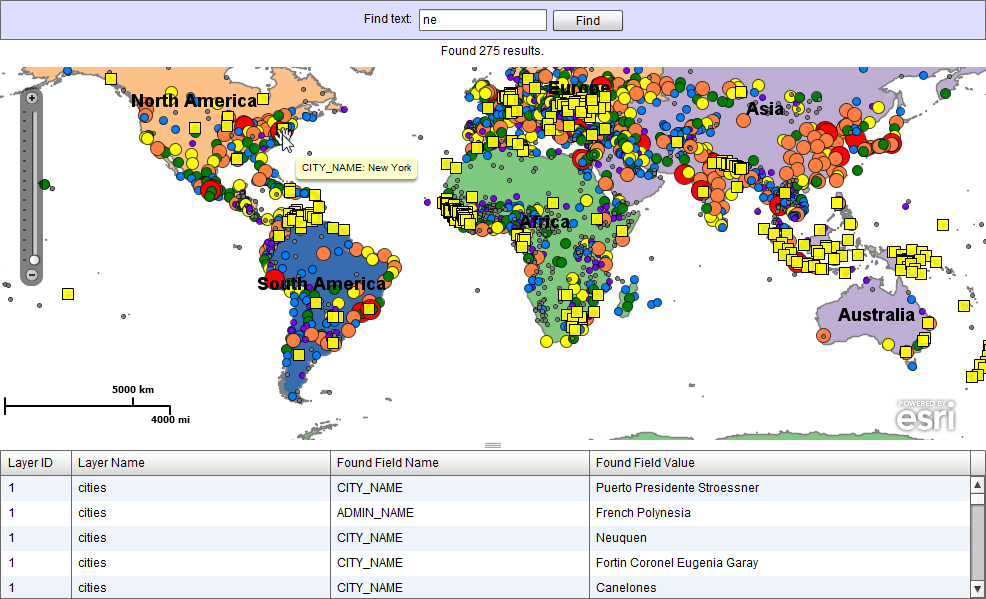 Find text: ne Find
Found 275 results.
North America
Europe
Asia
CITY_NAME: New York
Africa
South America
Australia
5000 km
4000 mi
POWERED BY
esri
Layer ID Layer Name Found Field Name Found Field Value
1 cities CITY_NAME Puerto Presidente Stroessner
1 cities ADMIN_NAME French Polynesia
1 cities CITY_NAME Neuquen
1 cities CITY_NAME Fortin Coronel Eugenia Garay
1 cities CITY_NAME Canelones